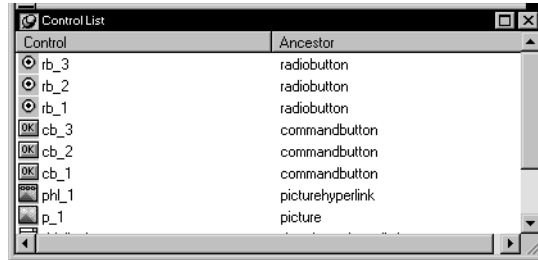 Control List
Control Ancestor
rb_3 radiobutton
rb_2 radiobutton
rb_1 radiobutton
OK cb_3 commandbutton
OK cb_2 commandbutton
OK cb_1 commandbutton
phl_1 picturehyperlink
p_1 picture